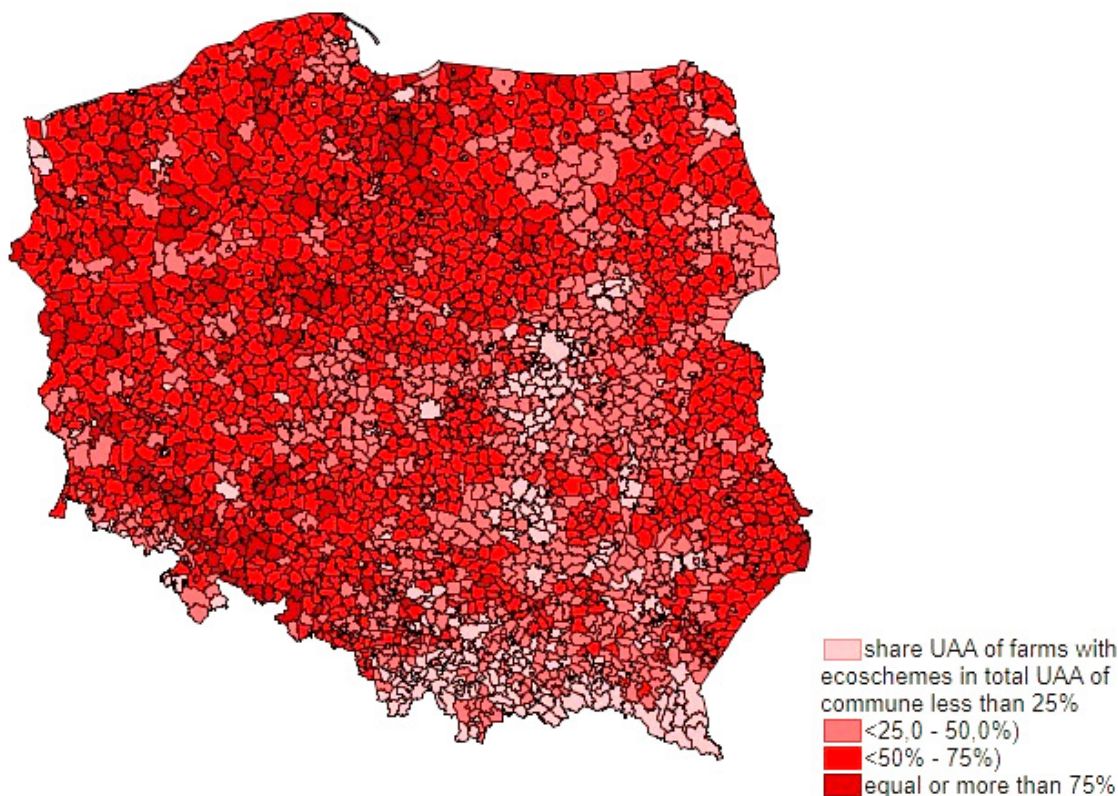 share UAA of farms with
ecoschemes in total UAA of
commune less than 25%
<25,0 - 50,0%)
<50% - 75%)
equal or more than 75%